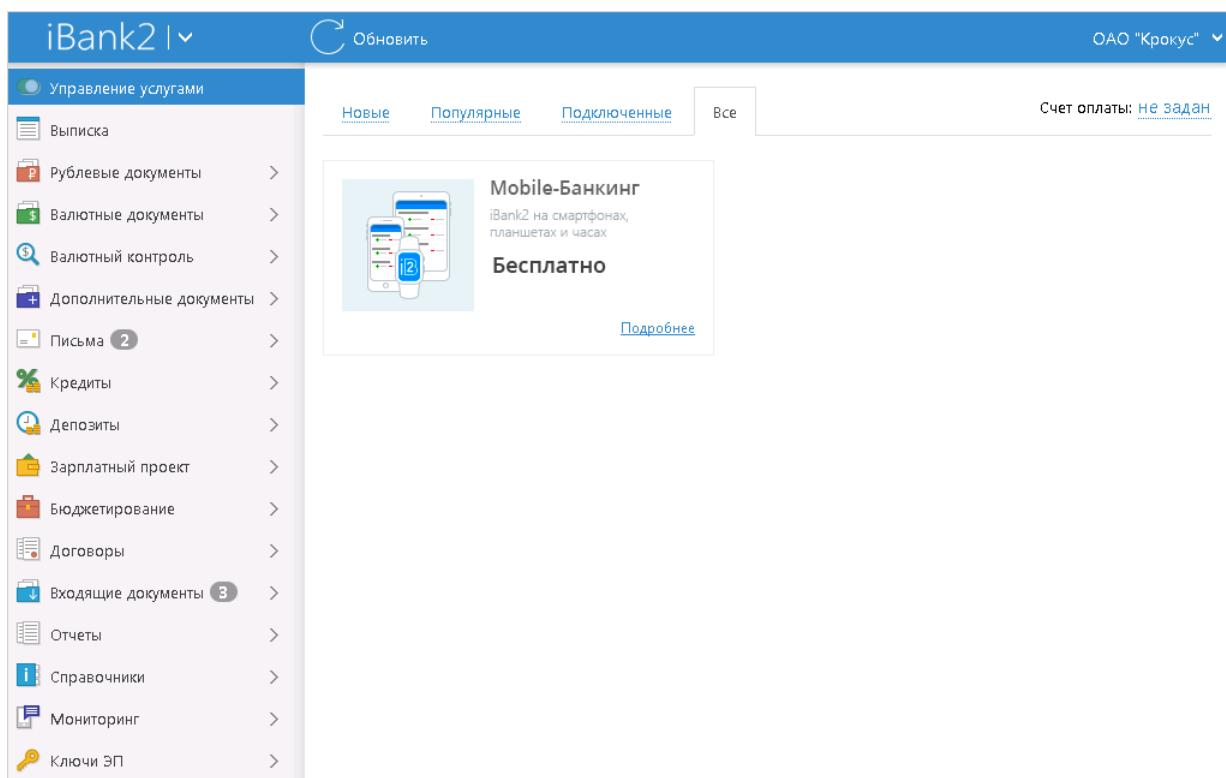 iBank2
Обновить
ОАО "Крокус"
Управление услугами
Выписка
Рублевые документы
Валютные документы
Валютный контроль
Дополнительные документы
Письма 2
Кредиты
Депозиты
Зарплатный проект
Бюджетирование
Договоры
Входящие документы 3
Отчеты
Справочники
Мониторинг
Ключи ЭП
Новые Популярные Подключенные Все
Счет оплаты: не задан
Mobile-Банкинг
iBank2 на смартфонах,
планшетах и часах
Бесплатно
Подробнее
i2